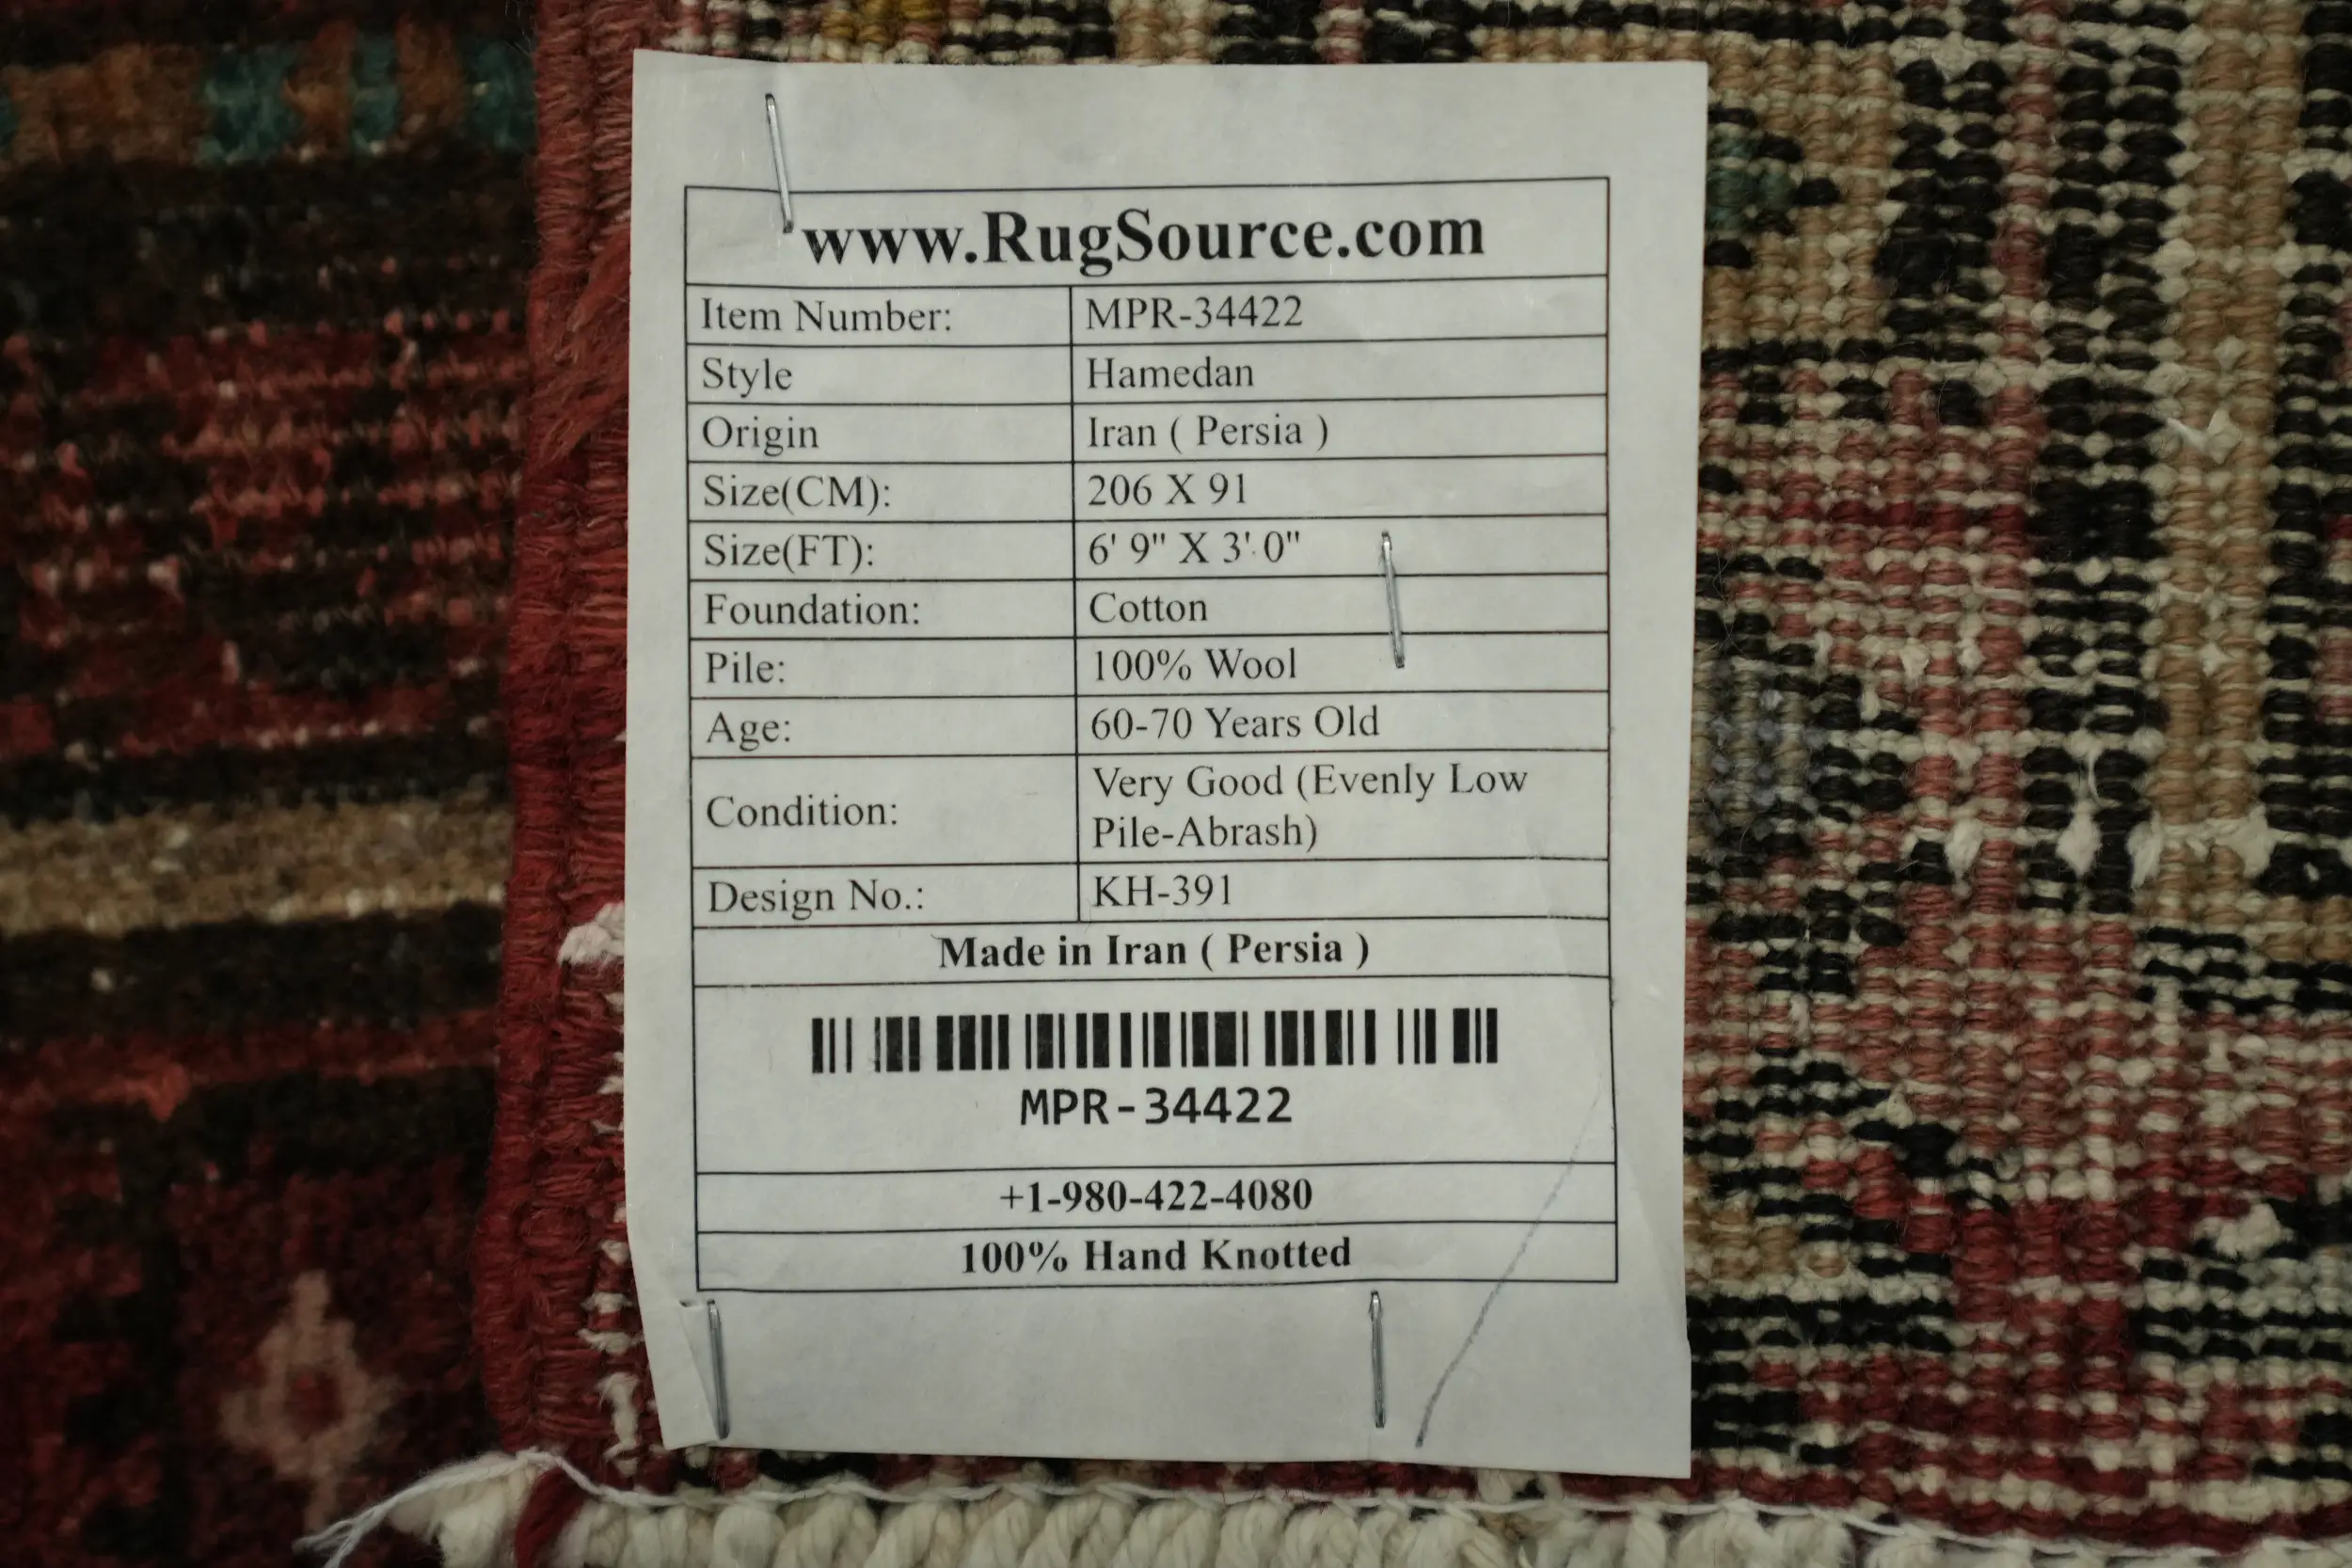 www.RugSource.com
Item Number: MPR-34422
Style Hamedan
Origin Iran ( Persia )
Size(CM): 206 X 91
Size(FT): 6' 9" X 3' 0"
Foundation: Cotton
Pile: 100% Wool
Age: 60-70 Years Old
Condition: Very Good (Evenly Low
Pile-Abrash)
Design No.: KH-391
Made in Iran ( Persia )
MPR-34422
+1-980-422-4080
100% Hand Knotted